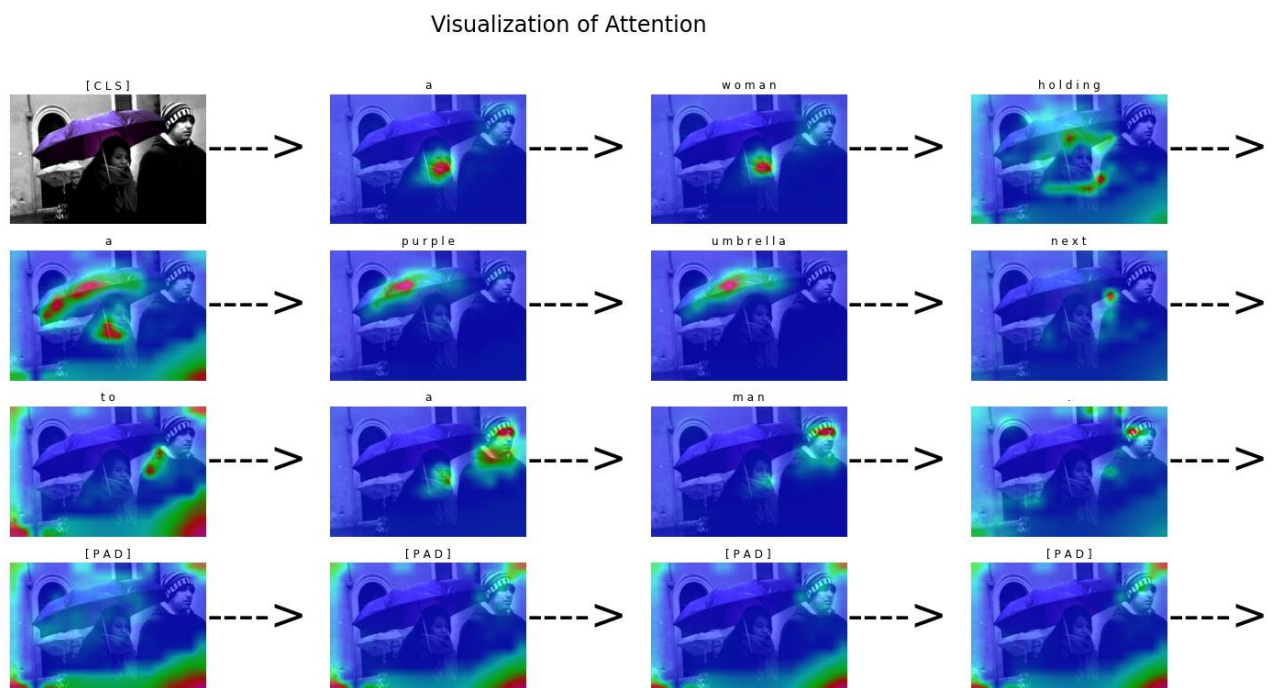 Visualization of Attention
[CLS] ----> a ----> woman ----> holding ---->
a ----> purple ----> umbrella ----> next ---->
to ----> a ----> man ----> . ---->
[PAD] ----> [PAD] ----> [PAD] ----> [PAD] ---->